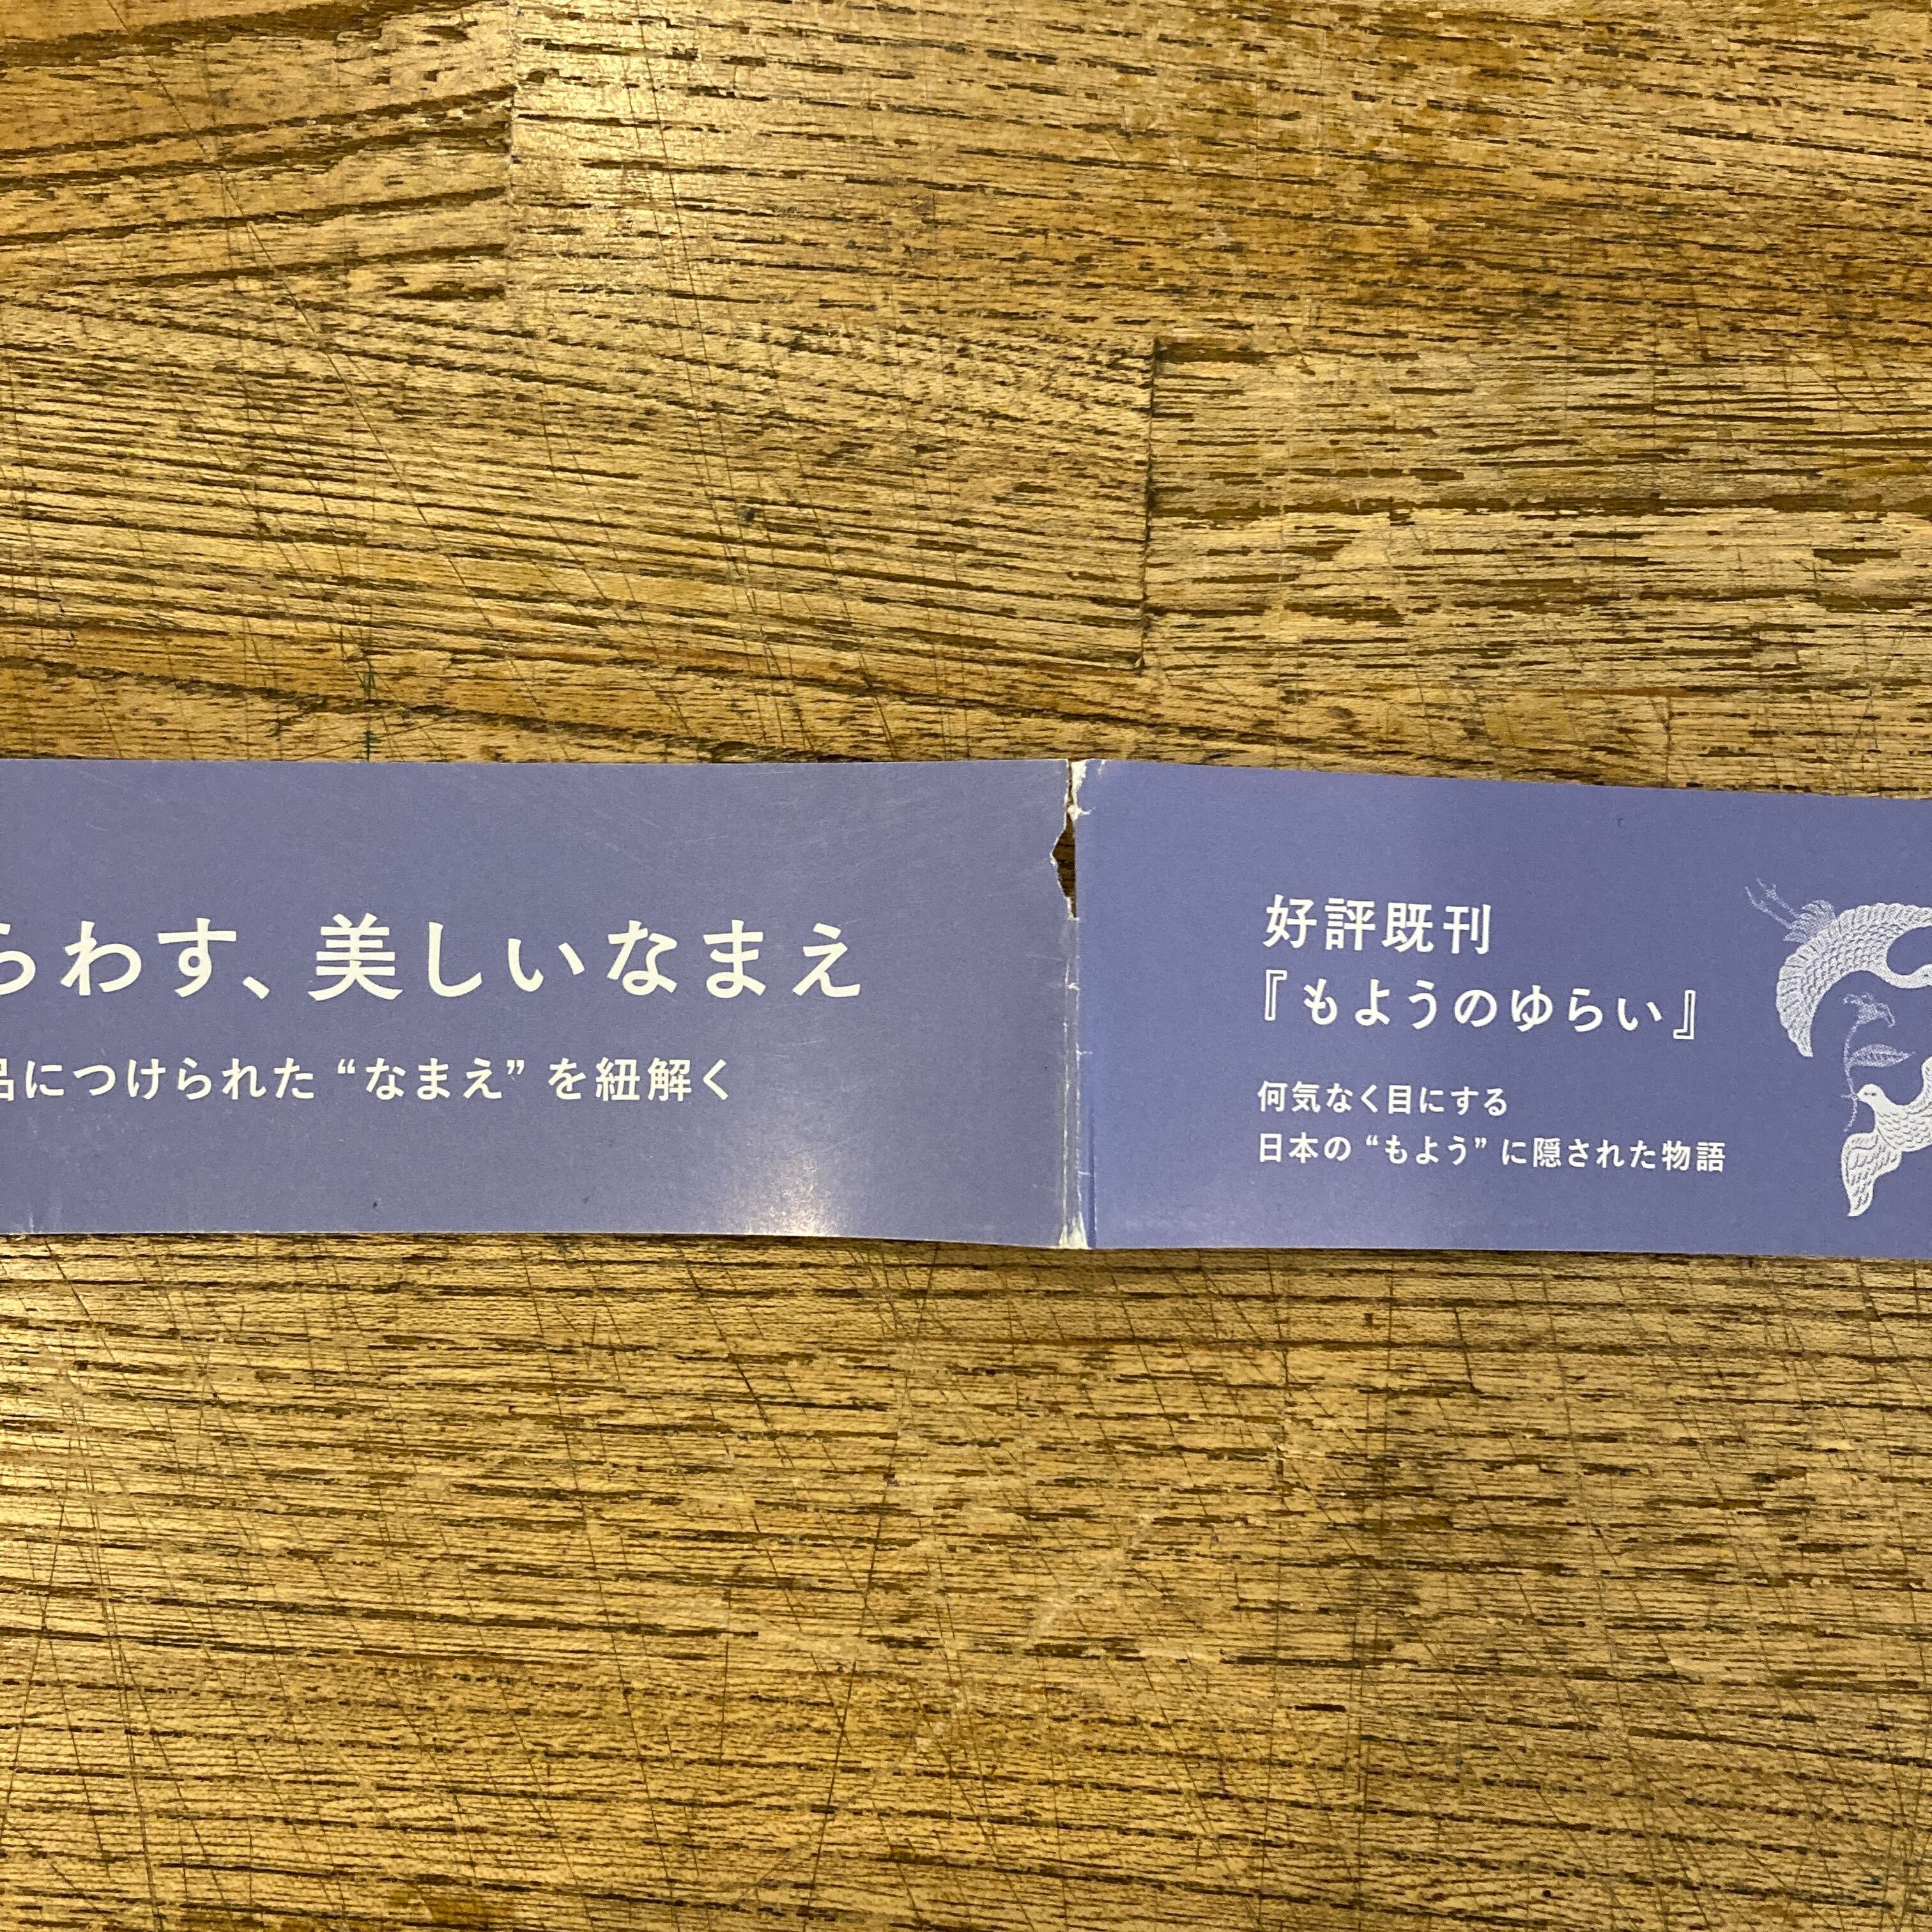 らわす、美しいなまえ
品につけられた“なまえ”を紐解く
好評既刊
『もようのゆらい』
何気なく目にする
日本の“もよう”に隠された物語